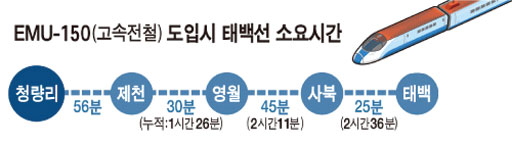 EMU-150(고속전철) 도입시 태백선 소요시간
청량리 제천 영월 사북 태백
56분 30분 45분 25분
(누적:1시간 26분) (2시간11분) (2시간36분)